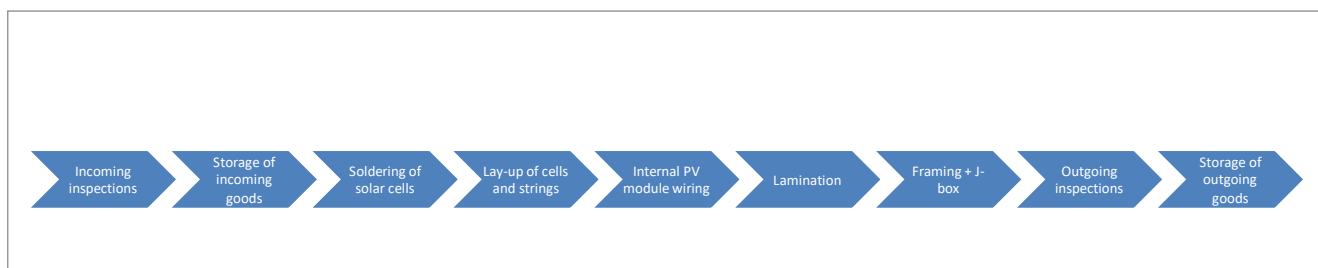 Incoming
inspections
Storage of
incoming
goods
Soldering of
solar cells
Lay-up of cells
and strings
Internal PV
module wiring
Lamination
Framing + J-
box
Outgoing
inspections
Storage of
outgoing
goods